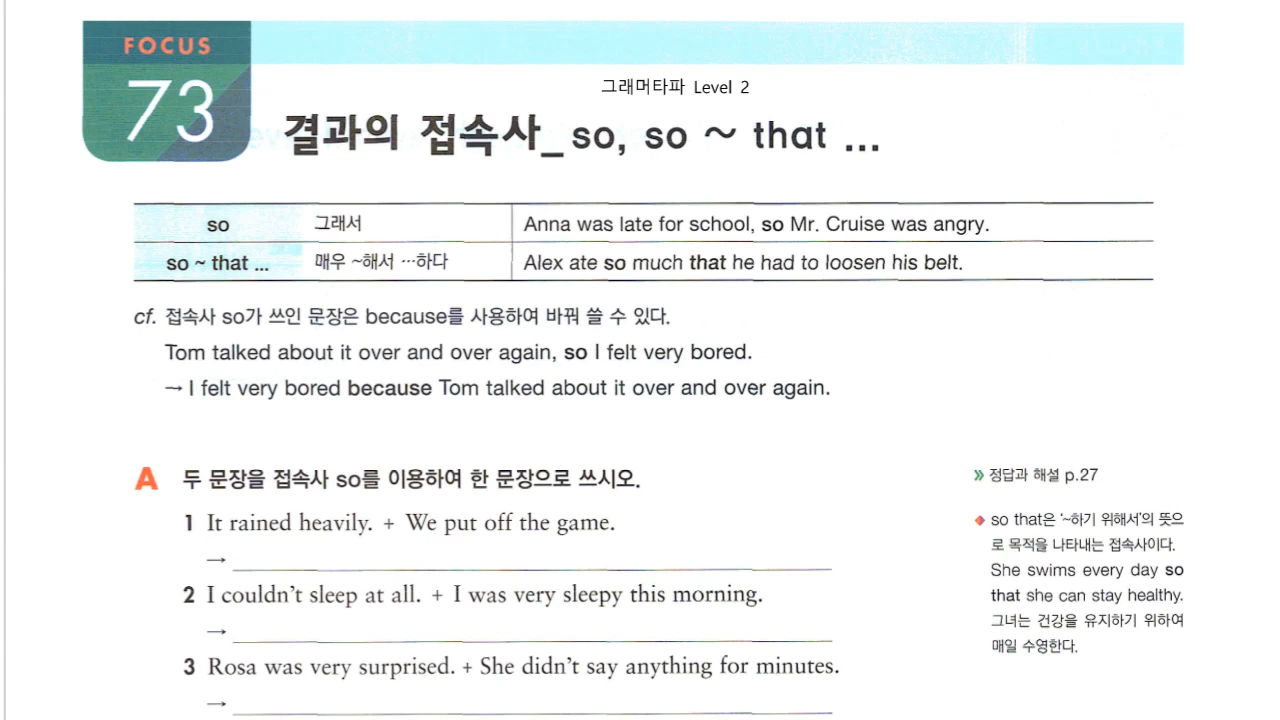 FOCUS
73
그래머타파 Level 2
결과의 접속사_so, so ~ that ...
so 그래서 Anna was late for school, so Mr. Cruise was angry.
so ~ that ... 매우 ~해서 …하다 Alex ate so much that he had to loosen his belt.
cf. 접속사 so가 쓰인 문장은 because를 사용하여 바꿔 쓸 수 있다.
Tom talked about it over and over again, so I felt very bored.
→ I felt very bored because Tom talked about it over and over again.
A 두 문장을 접속사 so를 이용하여 한 문장으로 쓰시오.
1 It rained heavily. + We put off the game.
→
2 I couldn't sleep at all. + I was very sleepy this morning.
→
3 Rosa was very surprised. + She didn't say anything for minutes.
→
» 정답과 해설 p.27
◆ so that은 '~하기 위해서'의 뜻으
로 목적을 나타내는 접속사이다.
She swims every day so
that she can stay healthy.
그녀는 건강을 유지하기 위하여
매일 수영한다.